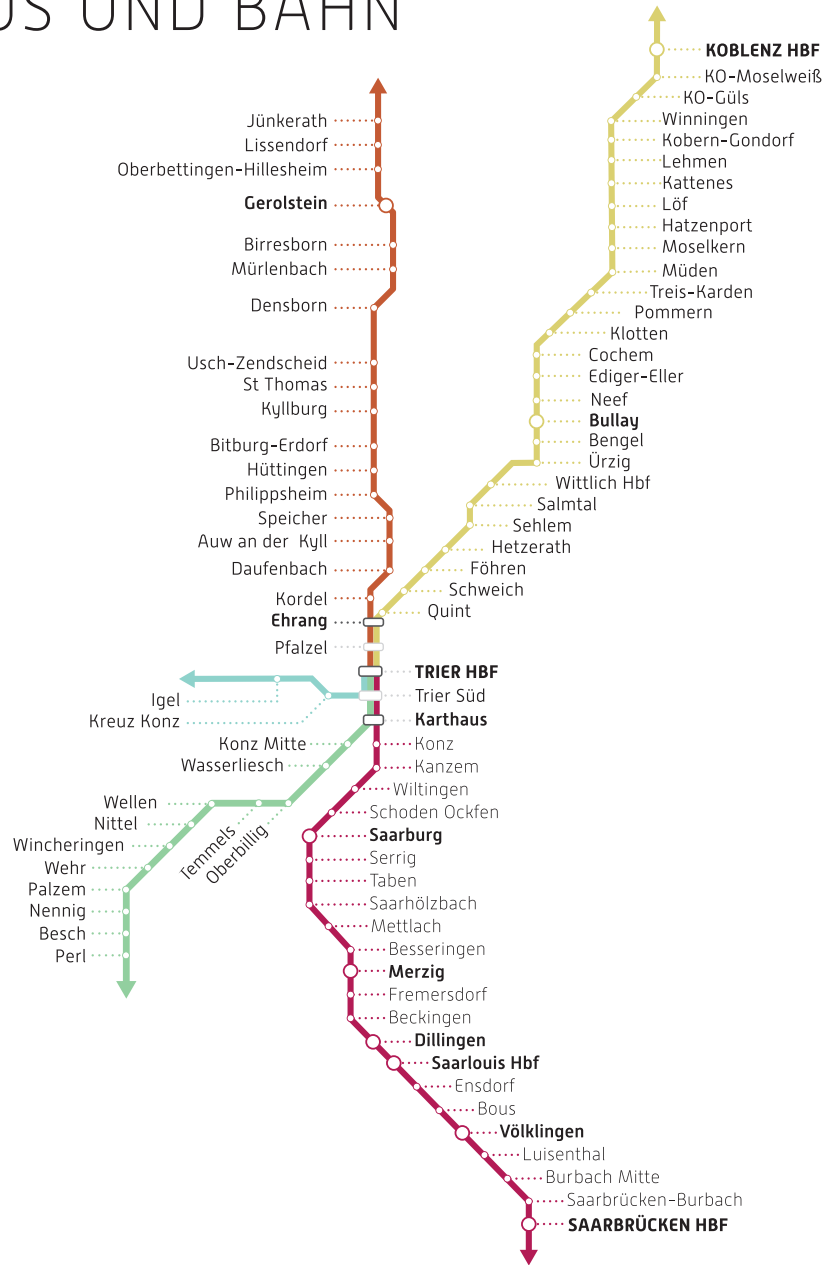 US UND BAHN
KOBLENZ HBF
KO-Moselweiß
KO-Güls
Winningen
Kobern-Gondorf
Lehmen
Kattenes
Löf
Hatzenport
Moselkern
Müden
Treis-Karden
Pommern
Klotten
Cochem
Ediger-Eller
Neef
Bullay
Bengel
Ürzig
Wittlich Hbf
Salmtal
Sehlem
Hetzerath
Föhren
Schweich
Quint
Jünkerath
Lissendorf
Oberbettingen-Hillesheim
Gerolstein
Birresborn
Mürlenbach
Densborn
Usch-Zendscheid
St Thomas
Kyllburg
Bitburg-Erdorf
Hüttingen
Philippsheim
Speicher
Auw an der Kyll
Daufenbach
Kordel
Ehrang
Pfalzel
TRIER HBF
Trier Süd
Karthaus
Igel
Kreuz Konz
Konz Mitte
Wasserliesch
Wellen
Temmels
Oberbillig
Nittel
Wincheringen
Wehr
Palzem
Nennig
Besch
Perl
Konz
Kanzem
Wiltingen
Schoden Ockfen
Saarburg
Serrig
Taben
Saarhölzbach
Mettlach
Besseringen
Merzig
Fremersdorf
Beckingen
Dillingen
Saarlouis Hbf
Ensdorf
Bous
Völklingen
Luisenthal
Burbach Mitte
Saarbrücken-Burbach
SAARBRÜCKEN HBF